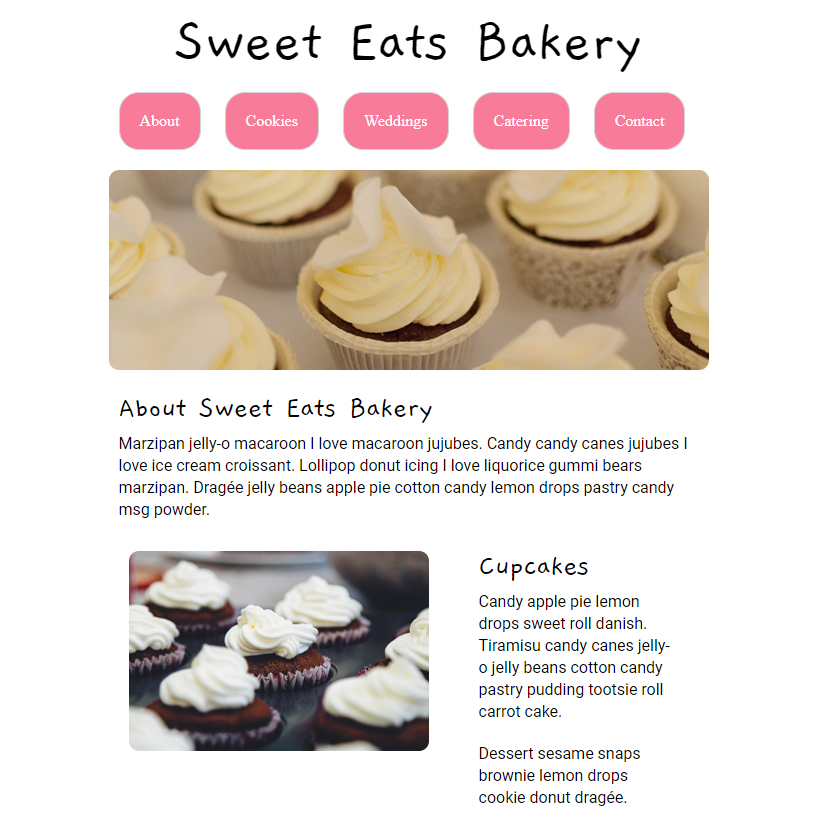 Sweet Eats Bakery
About Cookies Weddings Catering Contact
About Sweet Eats Bakery
Marzipan jelly-o macaroon I love macaroon jujubes. Candy candy canes jujubes I
love ice cream croissant. Lollipop donut icing I love liquorice gummi bears
marzipan. Dragée jelly beans apple pie cotton candy lemon drops pastry candy
msg powder.
Cupcakes
Candy apple pie lemon
drops sweet roll danish.
Tiramisu candy canes jelly-
o jelly beans cotton candy
pastry pudding tootsie roll
carrot cake.
Dessert sesame snaps
brownie lemon drops
cookie donut dragée.